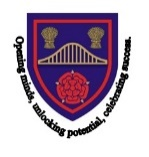 Opening minds, unlocking potential, celebrating success.